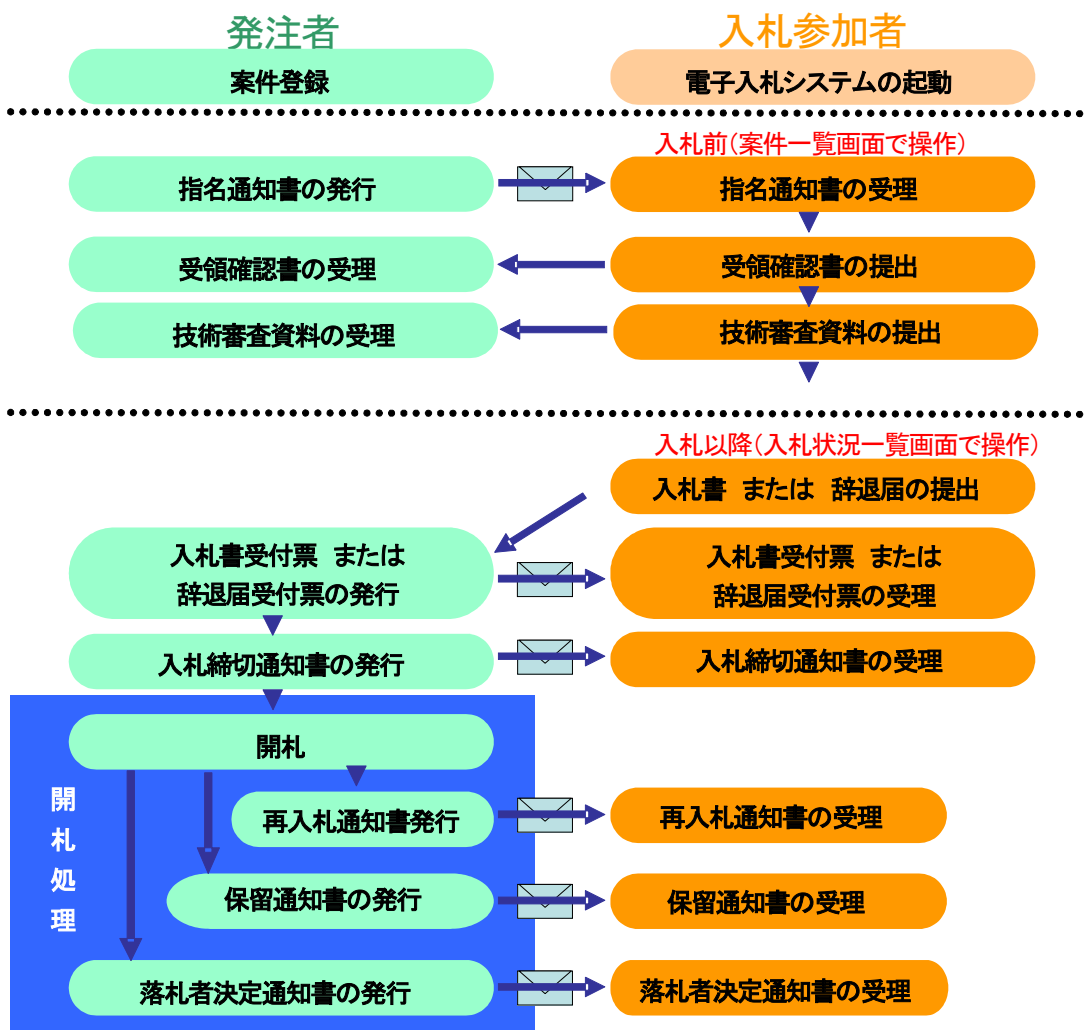 発注者
入札参加者
案件登録
電子入札システムの起動
入札前（案件一覧画面で操作）
指名通知書の発行
指名通知書の受理
受領確認書の受理
受領確認書の提出
技術審査資料の受理
技術審査資料の提出
入札以降（入札状況一覧画面で操作）
入札書　または　辞退届の提出
入札書受付票　または
辞退届受付票の発行
入札書受付票　または
辞退届受付票の受理
入札締切通知書の発行
入札締切通知書の受理
開札処理
開札
再入札通知書発行
再入札通知書の受理
保留通知書の発行
保留通知書の受理
落札者決定通知書の発行
落札者決定通知書の受理